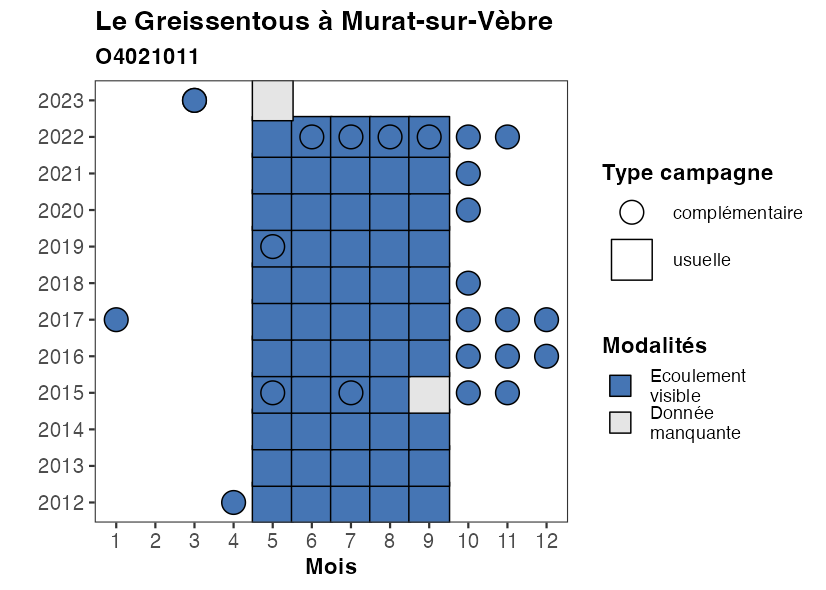 Le Greissentous à Murat-sur-Vèbre
O4021011
2023
2022
2021
2020
2019
2018
2017
2016
2015
2014
2013
2012
1 2 3 4 5 6 7 8 9 10 11 12
Mois
Type campagne
complémentaire
usuelle
Modalités
Ecoulement
visible
Donnée
manquante